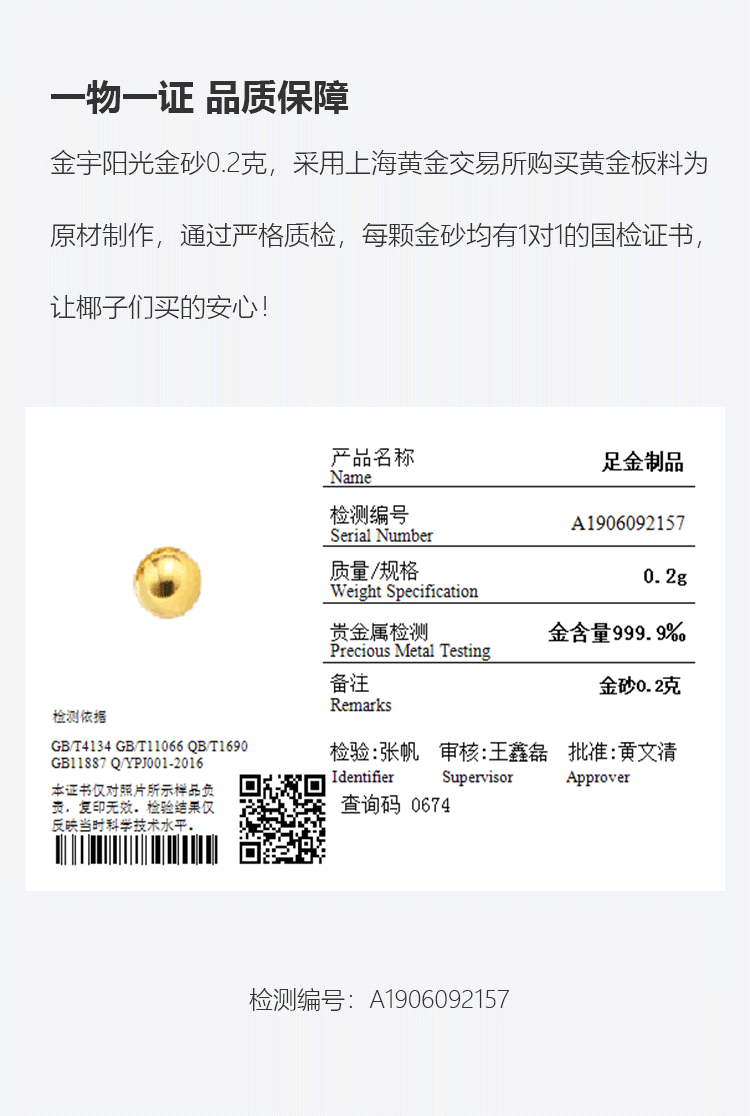 一物一证 品质保障
金宇阳光金砂0.2克，采用上海黄金交易所购买黄金板料为
原材制作，通过严格质检，每颗金砂均有1对1的国检证书，
让椰子们买的安心！
产品名称 足金制品
Name
检测编号 A1906092157
Serial Number
质量/规格 0.2g
Weight Specification
贵金属检测 金含量999.9‰
Precious Metal Testing
备注 金砂0.2克
Remarks
检测依据
GB/T4134 GB/T11066 QB/T1690
GB11887 Q/YPJ001-2016
本证书仅对照片所示样品负
责，复印无效。检验结果仅
反映当时科学技术水平。
检验:张帆 审核:王鑫磊 批准:黄文清
Identifier Supervisor Approver
查询码 0674
检测编号：A1906092157